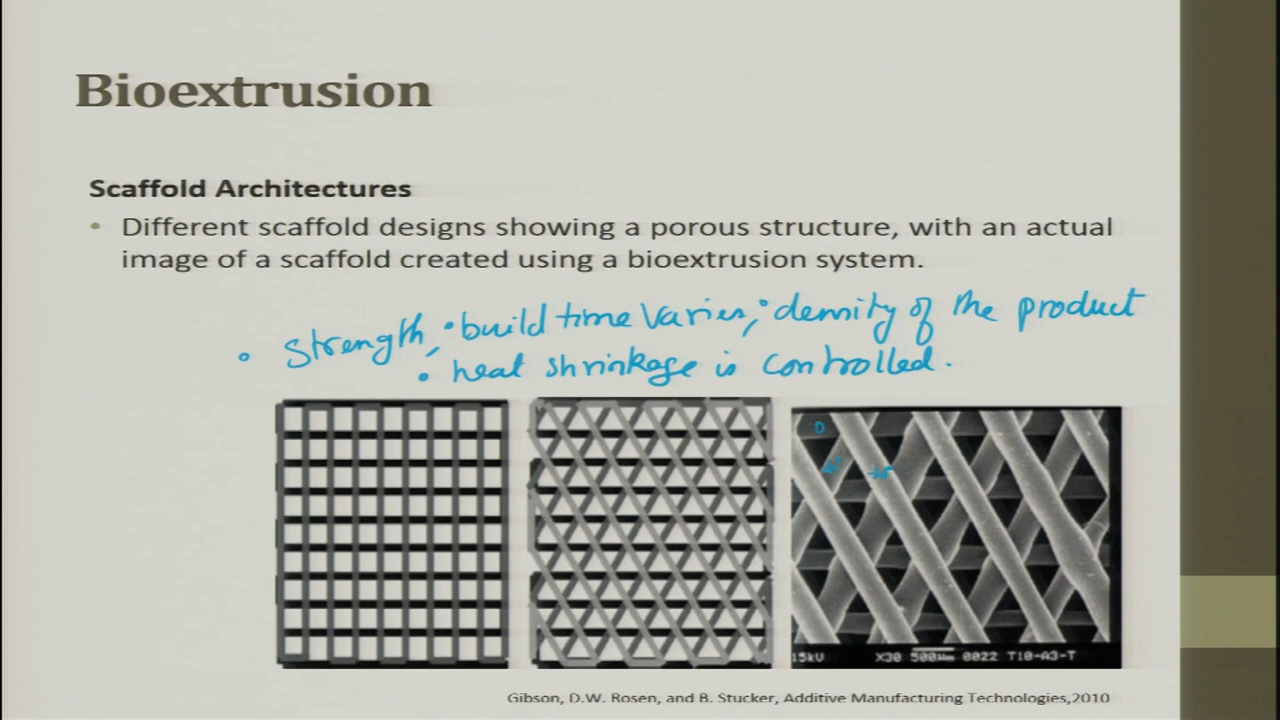 Bioextrusion
Scaffold Architectures
• Different scaffold designs showing a porous structure, with an actual
image of a scaffold created using a bioextrusion system.
• Strength, • build time varies, • density of the product
• heat shrinkage is controlled.
0
15kV X30 500µm 0022 T10-A3-T
Gibson, D.W. Rosen, and B. Stucker, Additive Manufacturing Technologies,2010